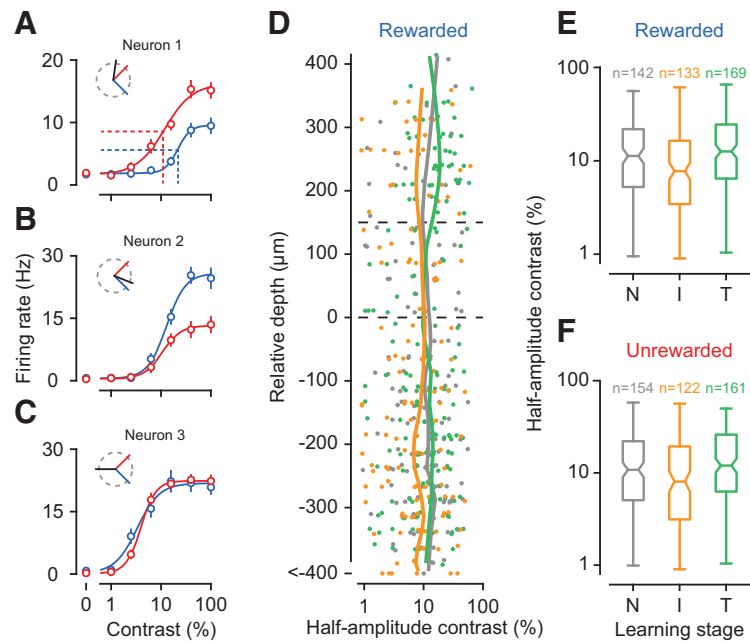 A
Neuron 1
20
10
0
B
Neuron 2
30
15
0
Firing rate (Hz)
C
Neuron 3
30
15
0
0
1
10
100
Contrast (%)
D
Rewarded
400
300
200
100
0
-100
-200
-300
<-400
Relative depth (µm)
1
10
100
Half-amplitude contrast (%)
E
Rewarded
n=142 n=133 n=169
100
10
1
N I T
Half-amplitude contrast (%)
F
Unrewarded
n=154 n=122 n=161
100
10
1
N I T
Learning stage